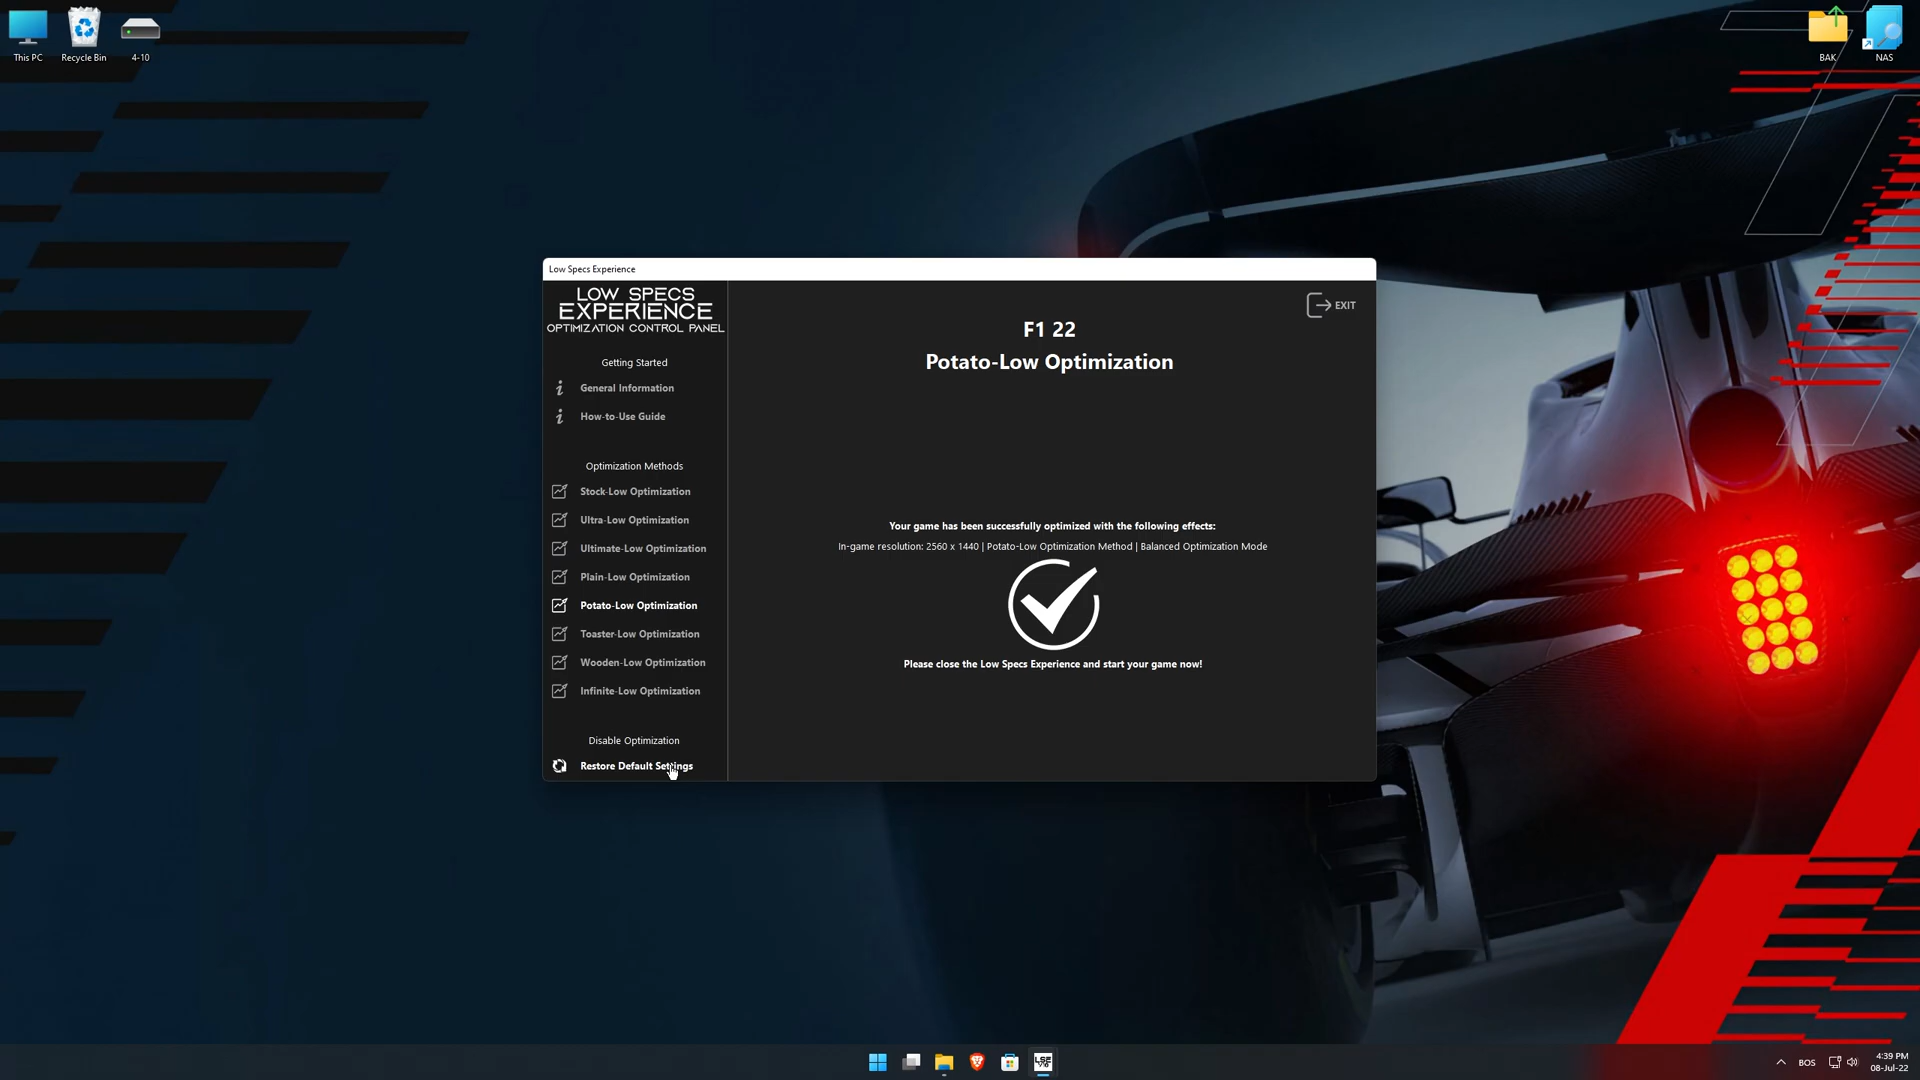 This PC
Recycle Bin
4-10
BAK
NAS
Low Specs Experience
LOW SPECS
EXPERIENCE
OPTIMIZATION CONTROL PANEL
Getting Started
General Information
How-to-Use Guide
Optimization Methods
Stock-Low Optimization
Ultra-Low Optimization
Ultimate-Low Optimization
Plain-Low Optimization
Potato-Low Optimization
Toaster-Low Optimization
Wooden-Low Optimization
Infinite-Low Optimization
Disable Optimization
Restore Default Settings
EXIT
F1 22
Potato-Low Optimization
Your game has been successfully optimized with the following effects:
In-game resolution: 2560 x 1440 | Potato-Low Optimization Method | Balanced Optimization Mode
Please close the Low Specs Experience and start your game now!
LSE
BOS
4:39 PM
08-Jul-22